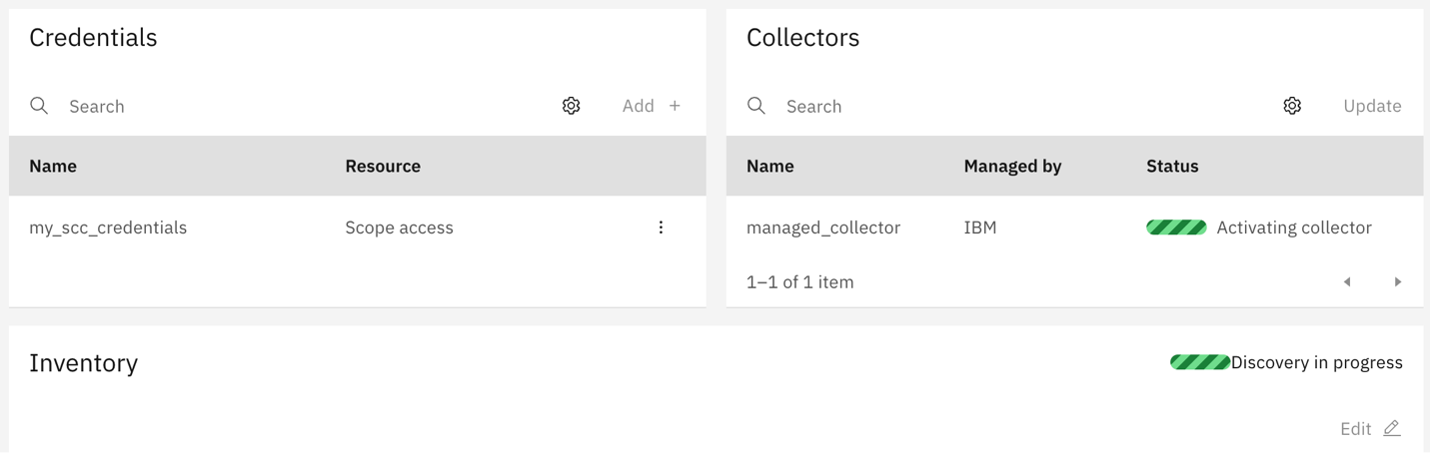 Credentials
Search
Add +
Name Resource
my_scc_credentials Scope access
Collectors
Search
Update
Name Managed by Status
managed_collector IBM Activating collector
1–1 of 1 item
Inventory
Discovery in progress
Edit